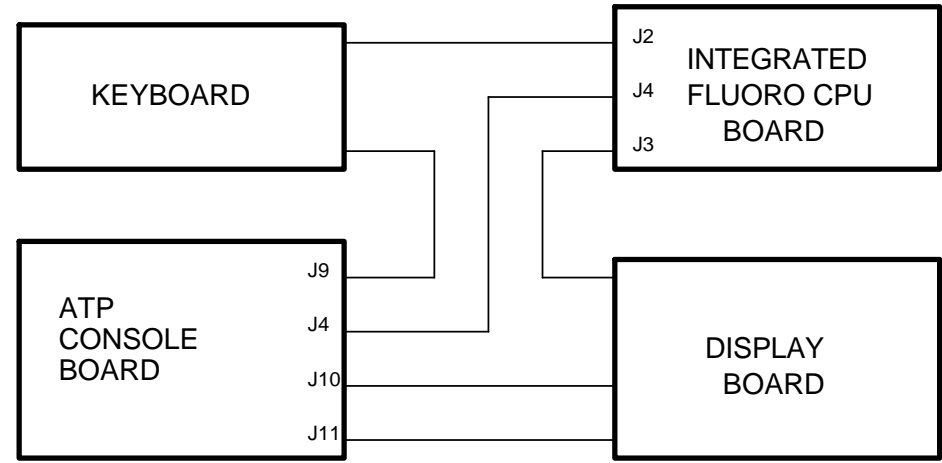 KEYBOARD
J2
J4
J3
INTEGRATED
FLUORO CPU
BOARD
ATP
CONSOLE
BOARD
J9
J4
J10
J11
DISPLAY
BOARD